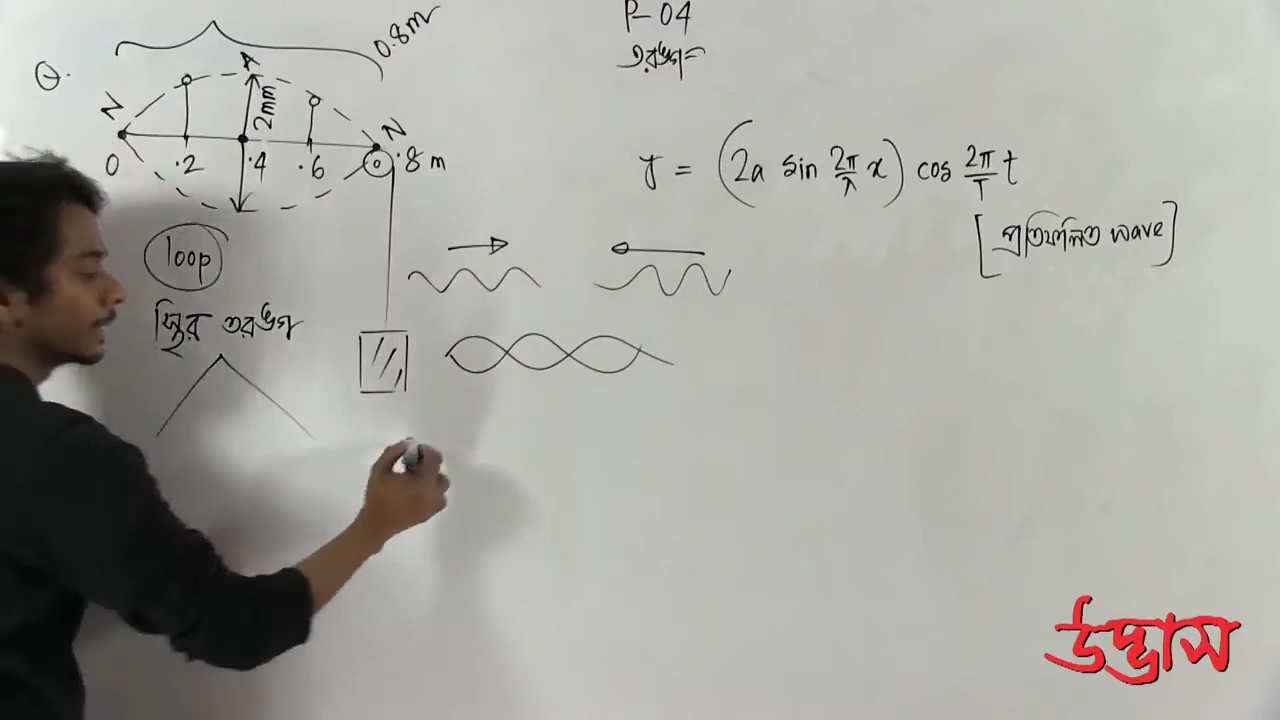 P-04
তরঙ্গ=
Q.
0.8m
N A N
2mm
0 .2 .4 .6 .8 m
y = (2a sin 2π/λ x) cos 2π/T t
[প্রতিফলিত wave]
loop
স্থির তরঙ্গ
উদ্ভাস